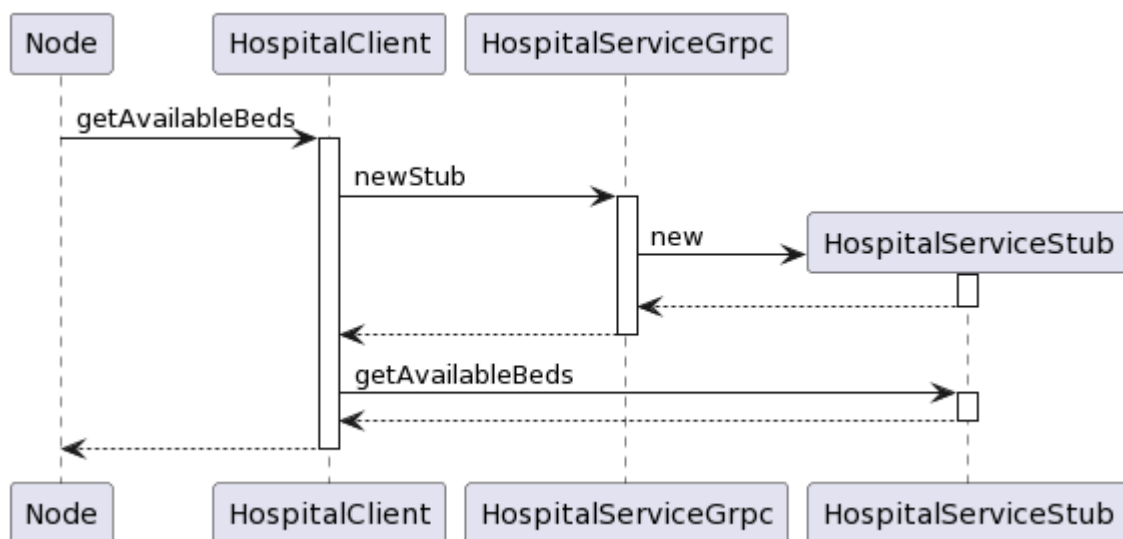 Node
HospitalClient
HospitalServiceGrpc
getAvailableBeds
newStub
new
HospitalServiceStub
getAvailableBeds
Node
HospitalClient
HospitalServiceGrpc
HospitalServiceStub